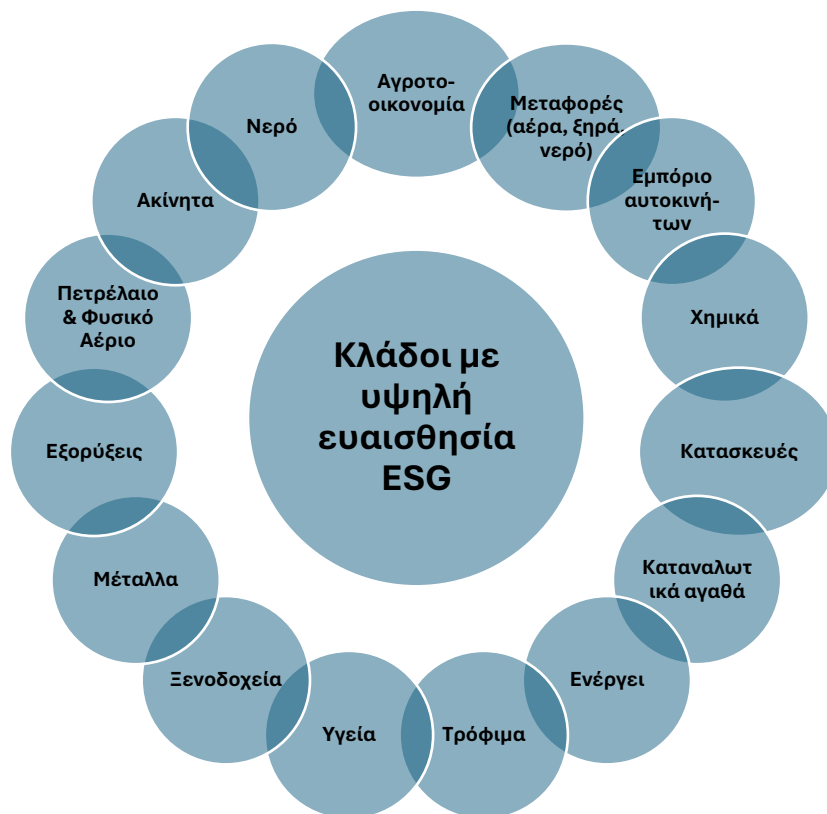 Αγροτο-
οικονομία
Μεταφορές
(αέρα, ξηρά,
νερό)
Εμπόριο
αυτοκινή-
των
Χημικά
Κατασκευές
Καταναλωτ
ικά αγαθά
Ενέργει
Τρόφιμα
Υγεία
Ξενοδοχεία
Μέταλλα
Εξορύξεις
Πετρέλαιο
& Φυσικό
Αέριο
Ακίνητα
Νερό
Κλάδοι με
υψηλή
ευαισθησία
ESG